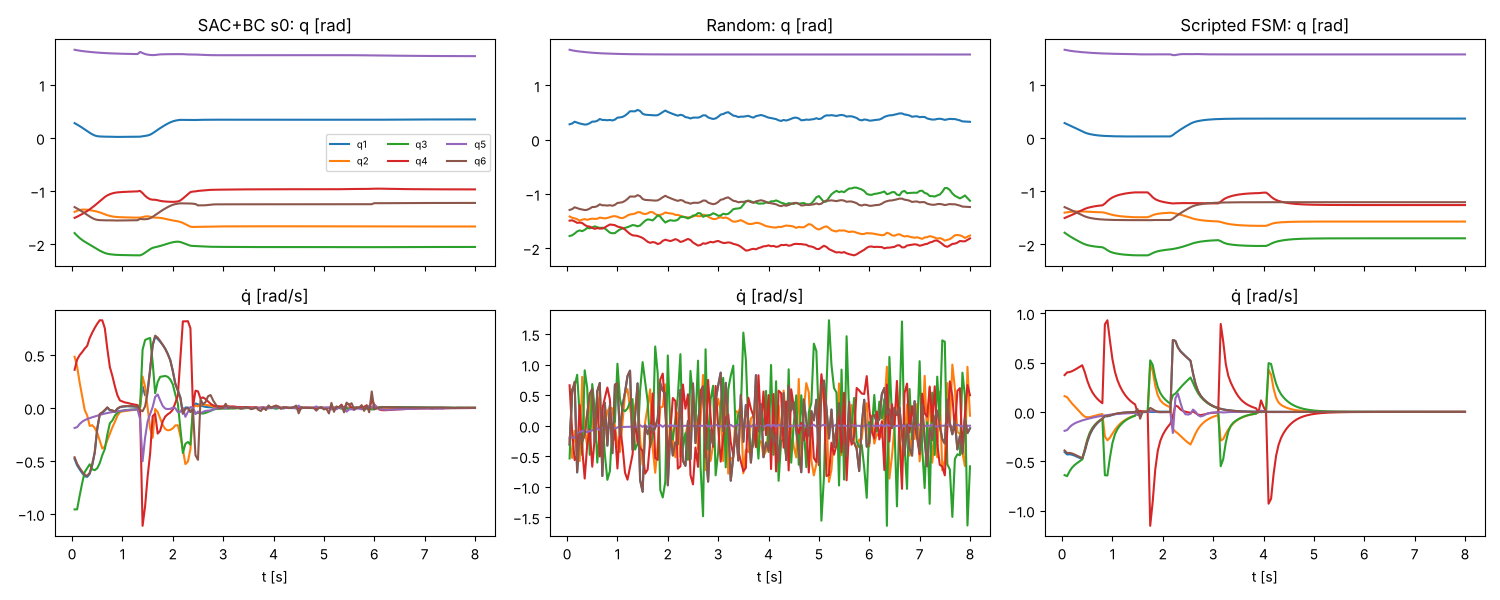 SAC+BC s0: q [rad]
Random: q [rad]
Scripted FSM: q [rad]
1
0
−1
−2
q1 q3 q5
q2 q4 q6
1
0
−1
−2
1
0
−1
−2
q̇ [rad/s]
q̇ [rad/s]
q̇ [rad/s]
0.5
0.0
−0.5
−1.0
1.5
1.0
0.5
0.0
−0.5
−1.0
−1.5
1.0
0.5
0.0
−0.5
−1.0
0 1 2 3 4 5 6 7 8
0 1 2 3 4 5 6 7 8
0 1 2 3 4 5 6 7 8
t [s]
t [s]
t [s]